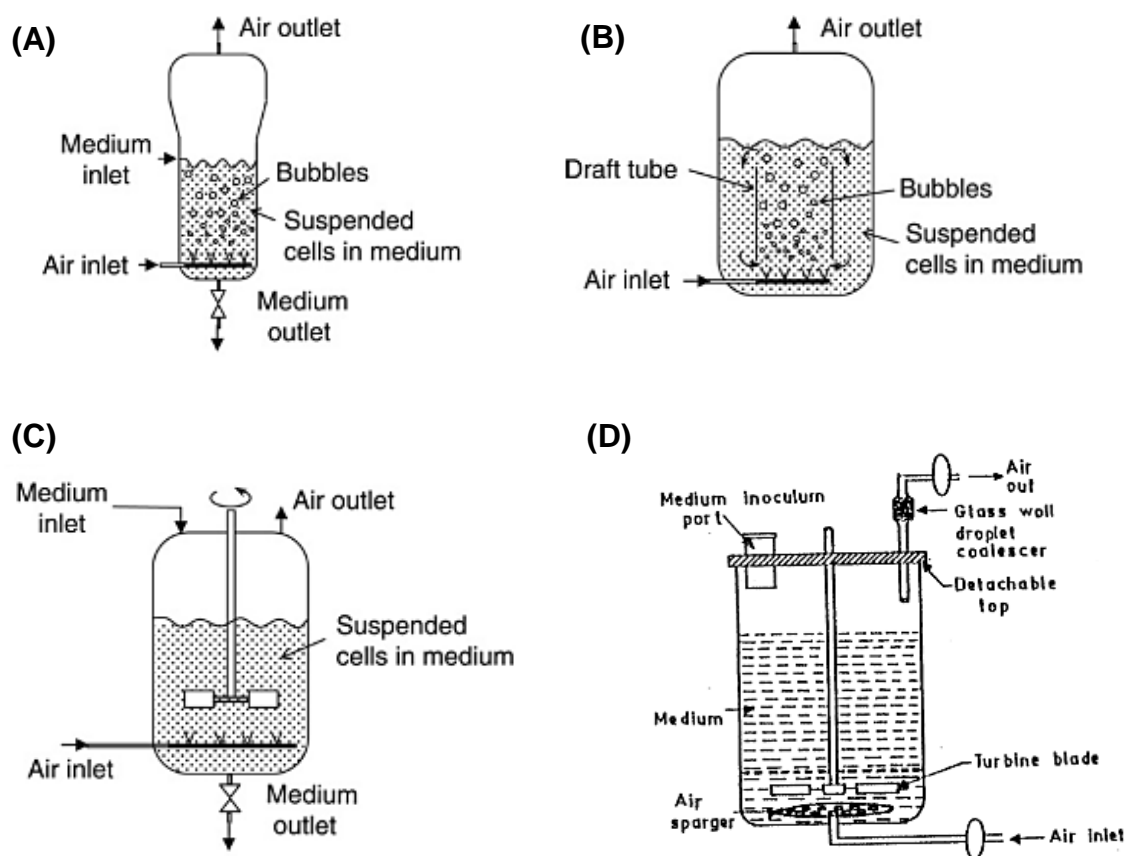 (A)
Air outlet
Medium
inlet
Bubbles
Suspended
cells in medium
Air inlet
Medium
outlet
(B)
Air outlet
Draft tube
Bubbles
Suspended
cells in medium
Air inlet
(C)
Medium
inlet
Air outlet
Suspended
cells in medium
Air inlet
Medium
outlet
(D)
Air
out
Medium inoculum
port
Glass woll
droplet
coalescer
Detachable
top
Medium
Turbine blade
Air
sparger
Air inlet